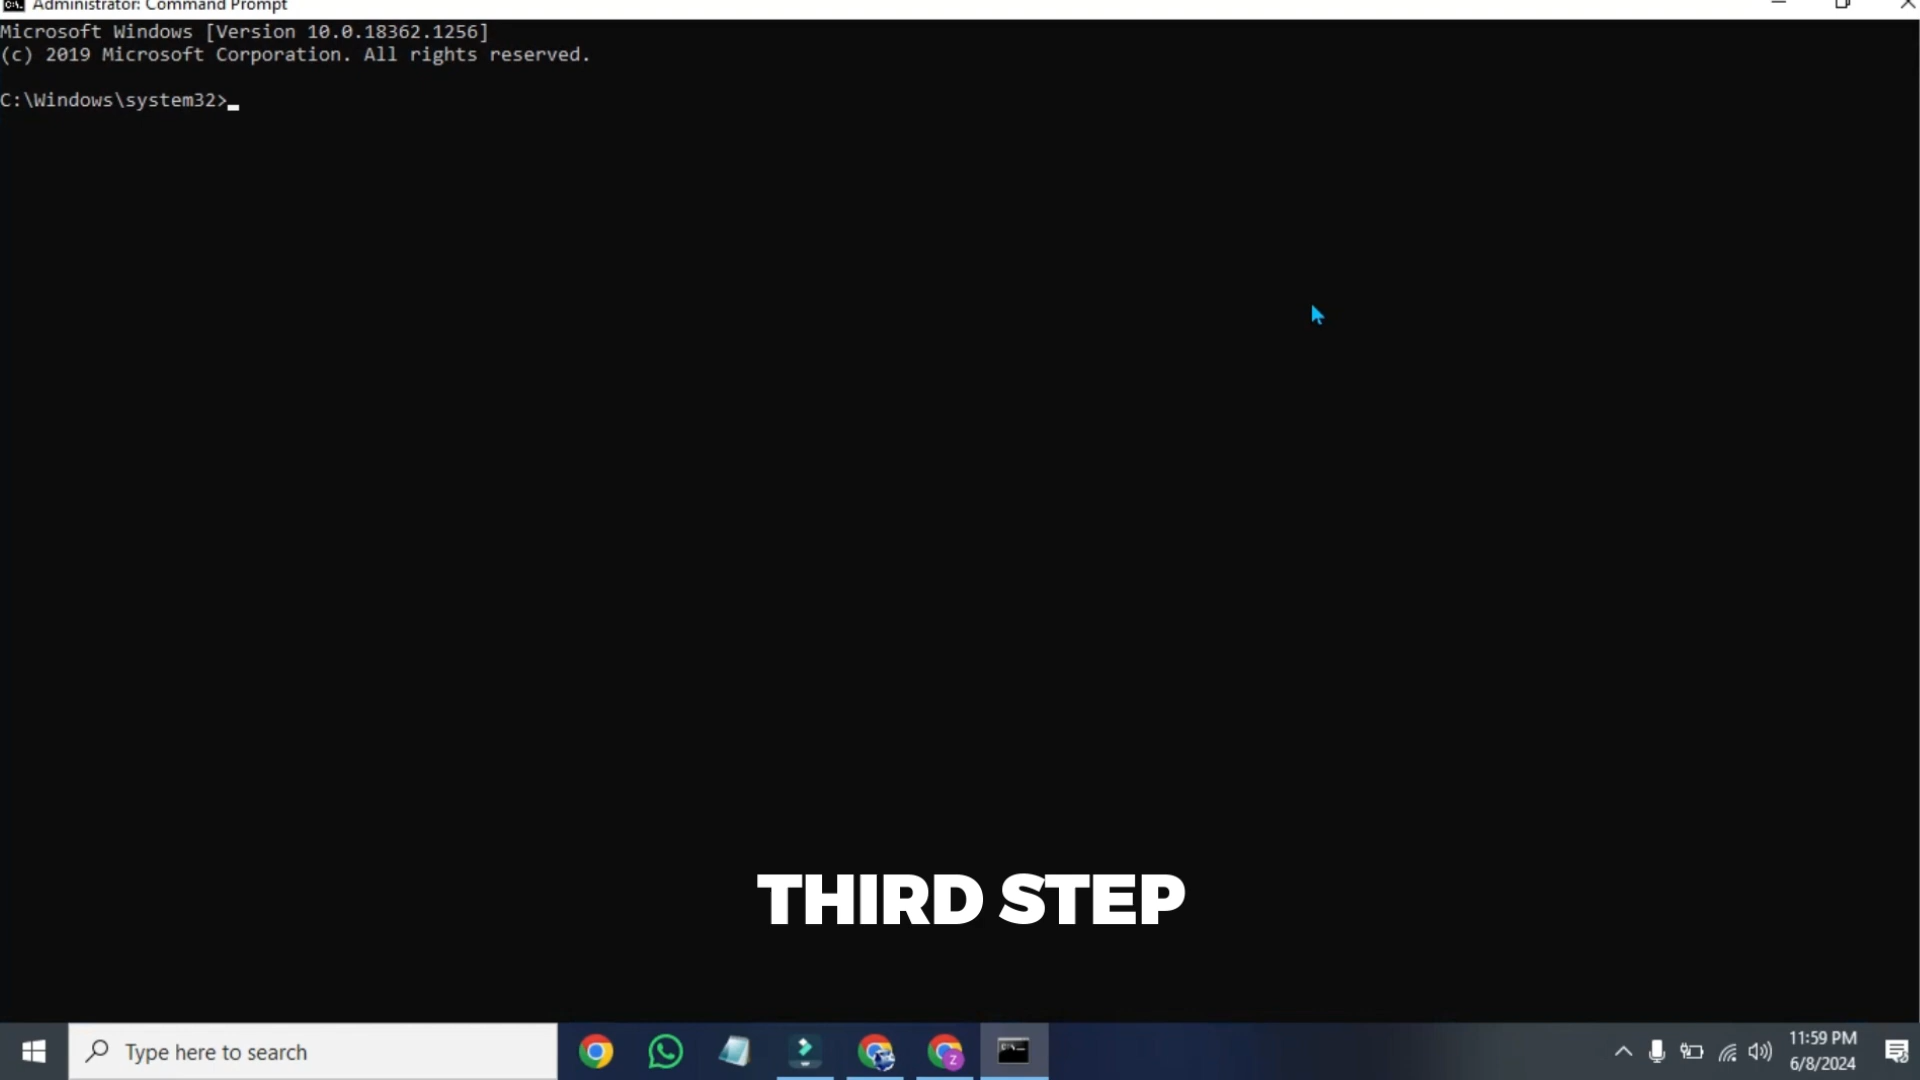 Administrator: Command Prompt
Microsoft Windows [Version 10.0.18362.1256]
(c) 2019 Microsoft Corporation. All rights reserved.
C:\Windows\system32>
THIRD STEP
Type here to search
z
11:59 PM
6/8/2024